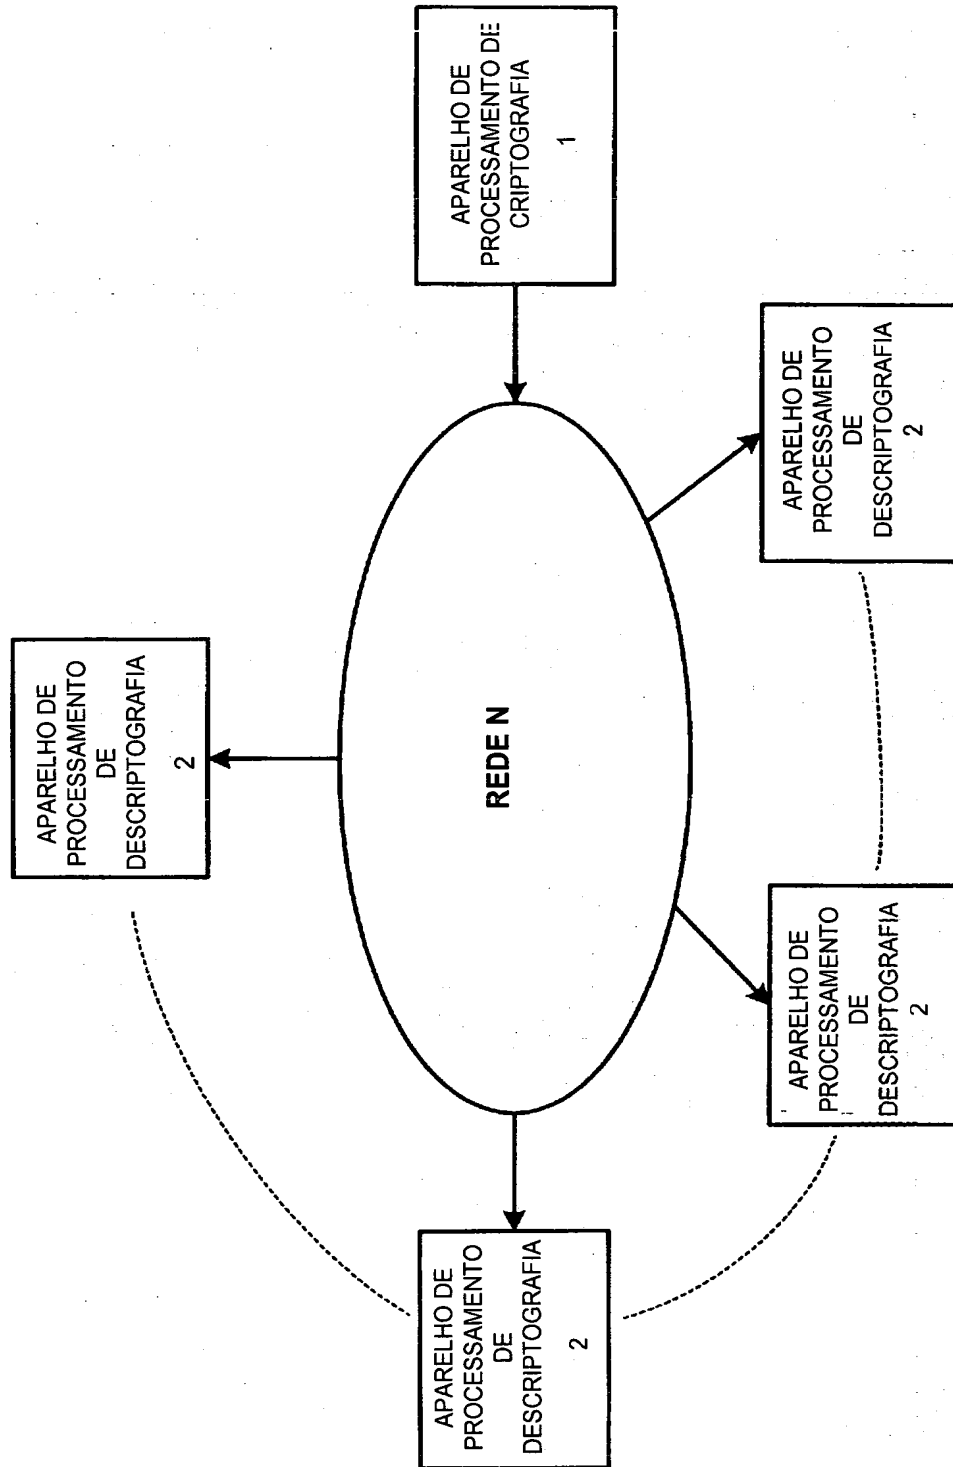 APARELHO DE
PROCESSAMENTO
DE
DESCRIPTOGRAFIA
2
APARELHO DE
PROCESSAMENTO
DE
DESCRIPTOGRAFIA
2
REDE N
APARELHO DE
PROCESSAMENTO
DE
DESCRIPTOGRAFIA
2
APARELHO DE
PROCESSAMENTO DE
CRIPTOGRAFIA
1
APARELHO DE
PROCESSAMENTO
DE
DESCRIPTOGRAFIA
2